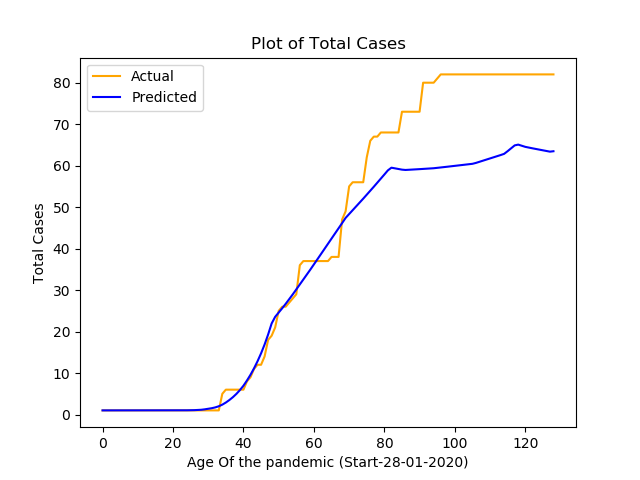 Plot of Total Cases
Actual
Predicted
80
70
60
50
40
30
20
10
0
Total Cases
0 20 40 60 80 100 120
Age Of the pandemic (Start-28-01-2020)